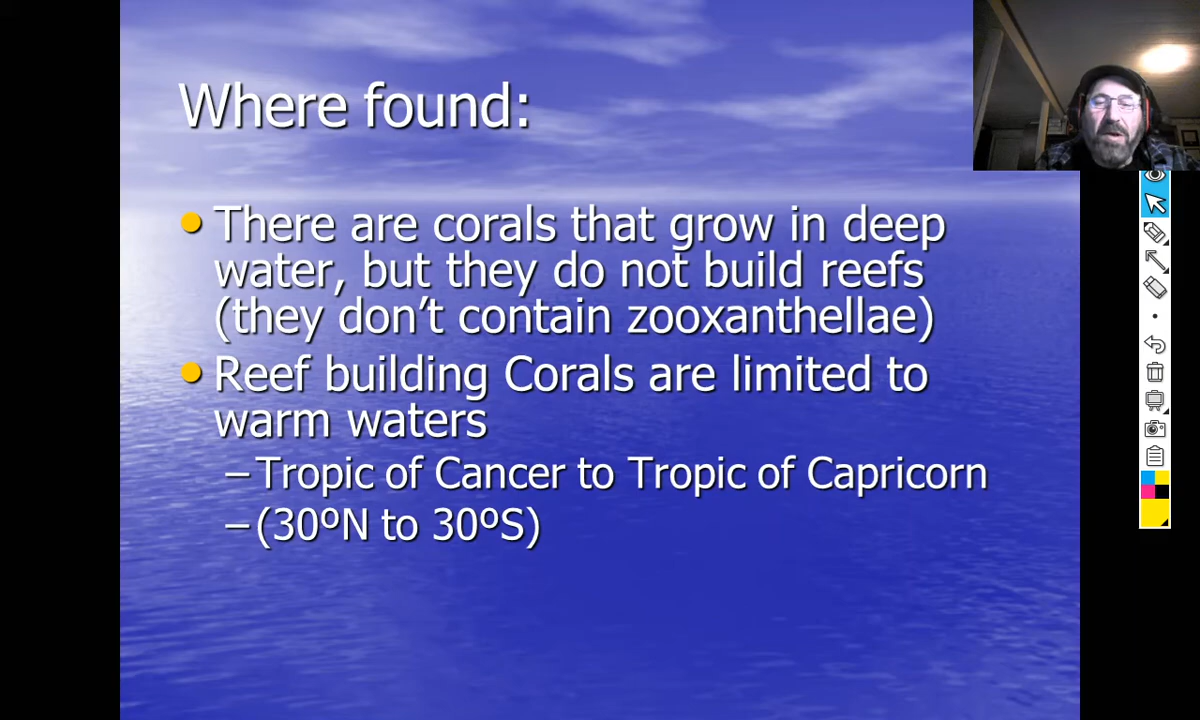 Where found:
• There are corals that grow in deep
water, but they do not build reefs
(they don't contain zooxanthellae)
• Reef building Corals are limited to
warm waters
– Tropic of Cancer to Tropic of Capricorn
– (30ºN to 30ºS)